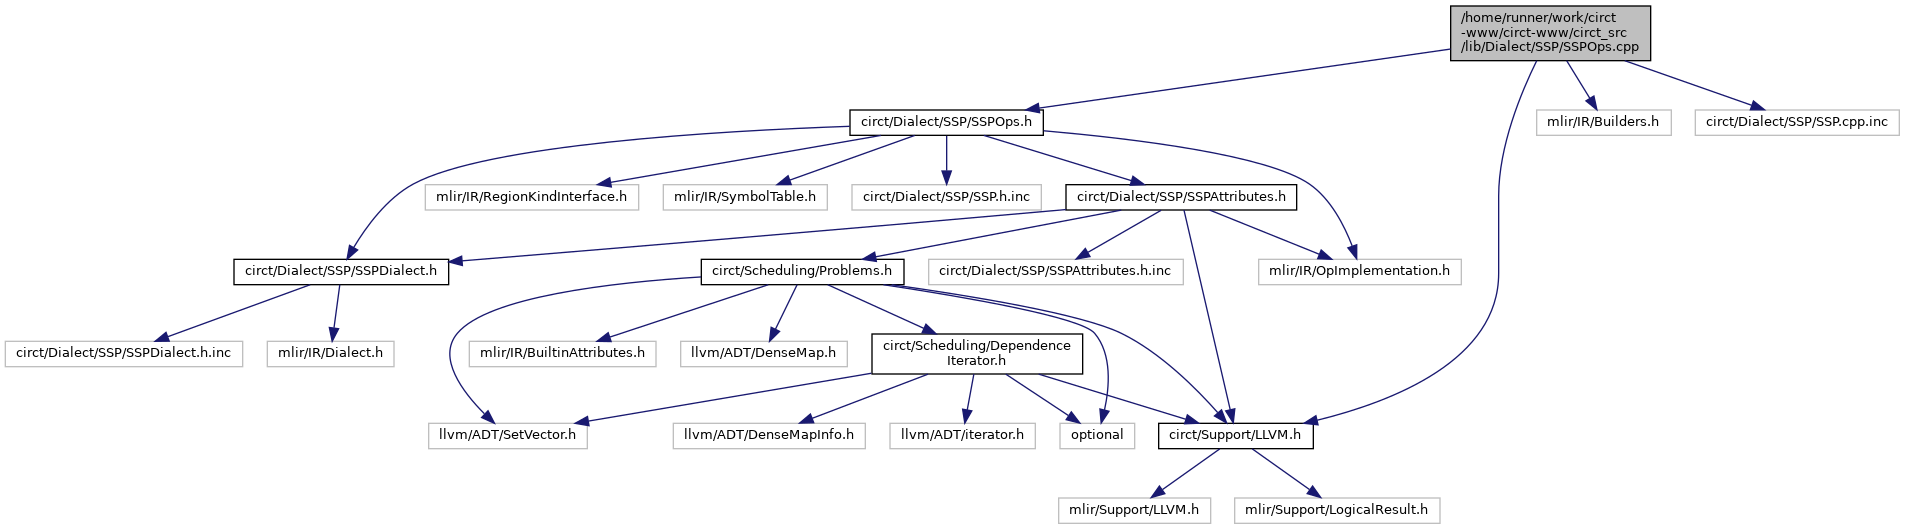 /home/runner/work/circt
-www/circt-www/circt_src
/lib/Dialect/SSP/SSPOps.cpp
circt/Dialect/SSP/SSPOps.h
mlir/IR/Builders.h
circt/Dialect/SSP/SSP.cpp.inc
mlir/IR/RegionKindInterface.h
mlir/IR/SymbolTable.h
circt/Dialect/SSP/SSP.h.inc
circt/Dialect/SSP/SSPAttributes.h
circt/Dialect/SSP/SSPDialect.h
circt/Scheduling/Problems.h
circt/Dialect/SSP/SSPAttributes.h.inc
mlir/IR/OpImplementation.h
circt/Dialect/SSP/SSPDialect.h.inc
mlir/IR/Dialect.h
mlir/IR/BuiltinAttributes.h
llvm/ADT/DenseMap.h
circt/Scheduling/Dependence
Iterator.h
llvm/ADT/SetVector.h
llvm/ADT/DenseMapInfo.h
llvm/ADT/iterator.h
optional
circt/Support/LLVM.h
mlir/Support/LLVM.h
mlir/Support/LogicalResult.h